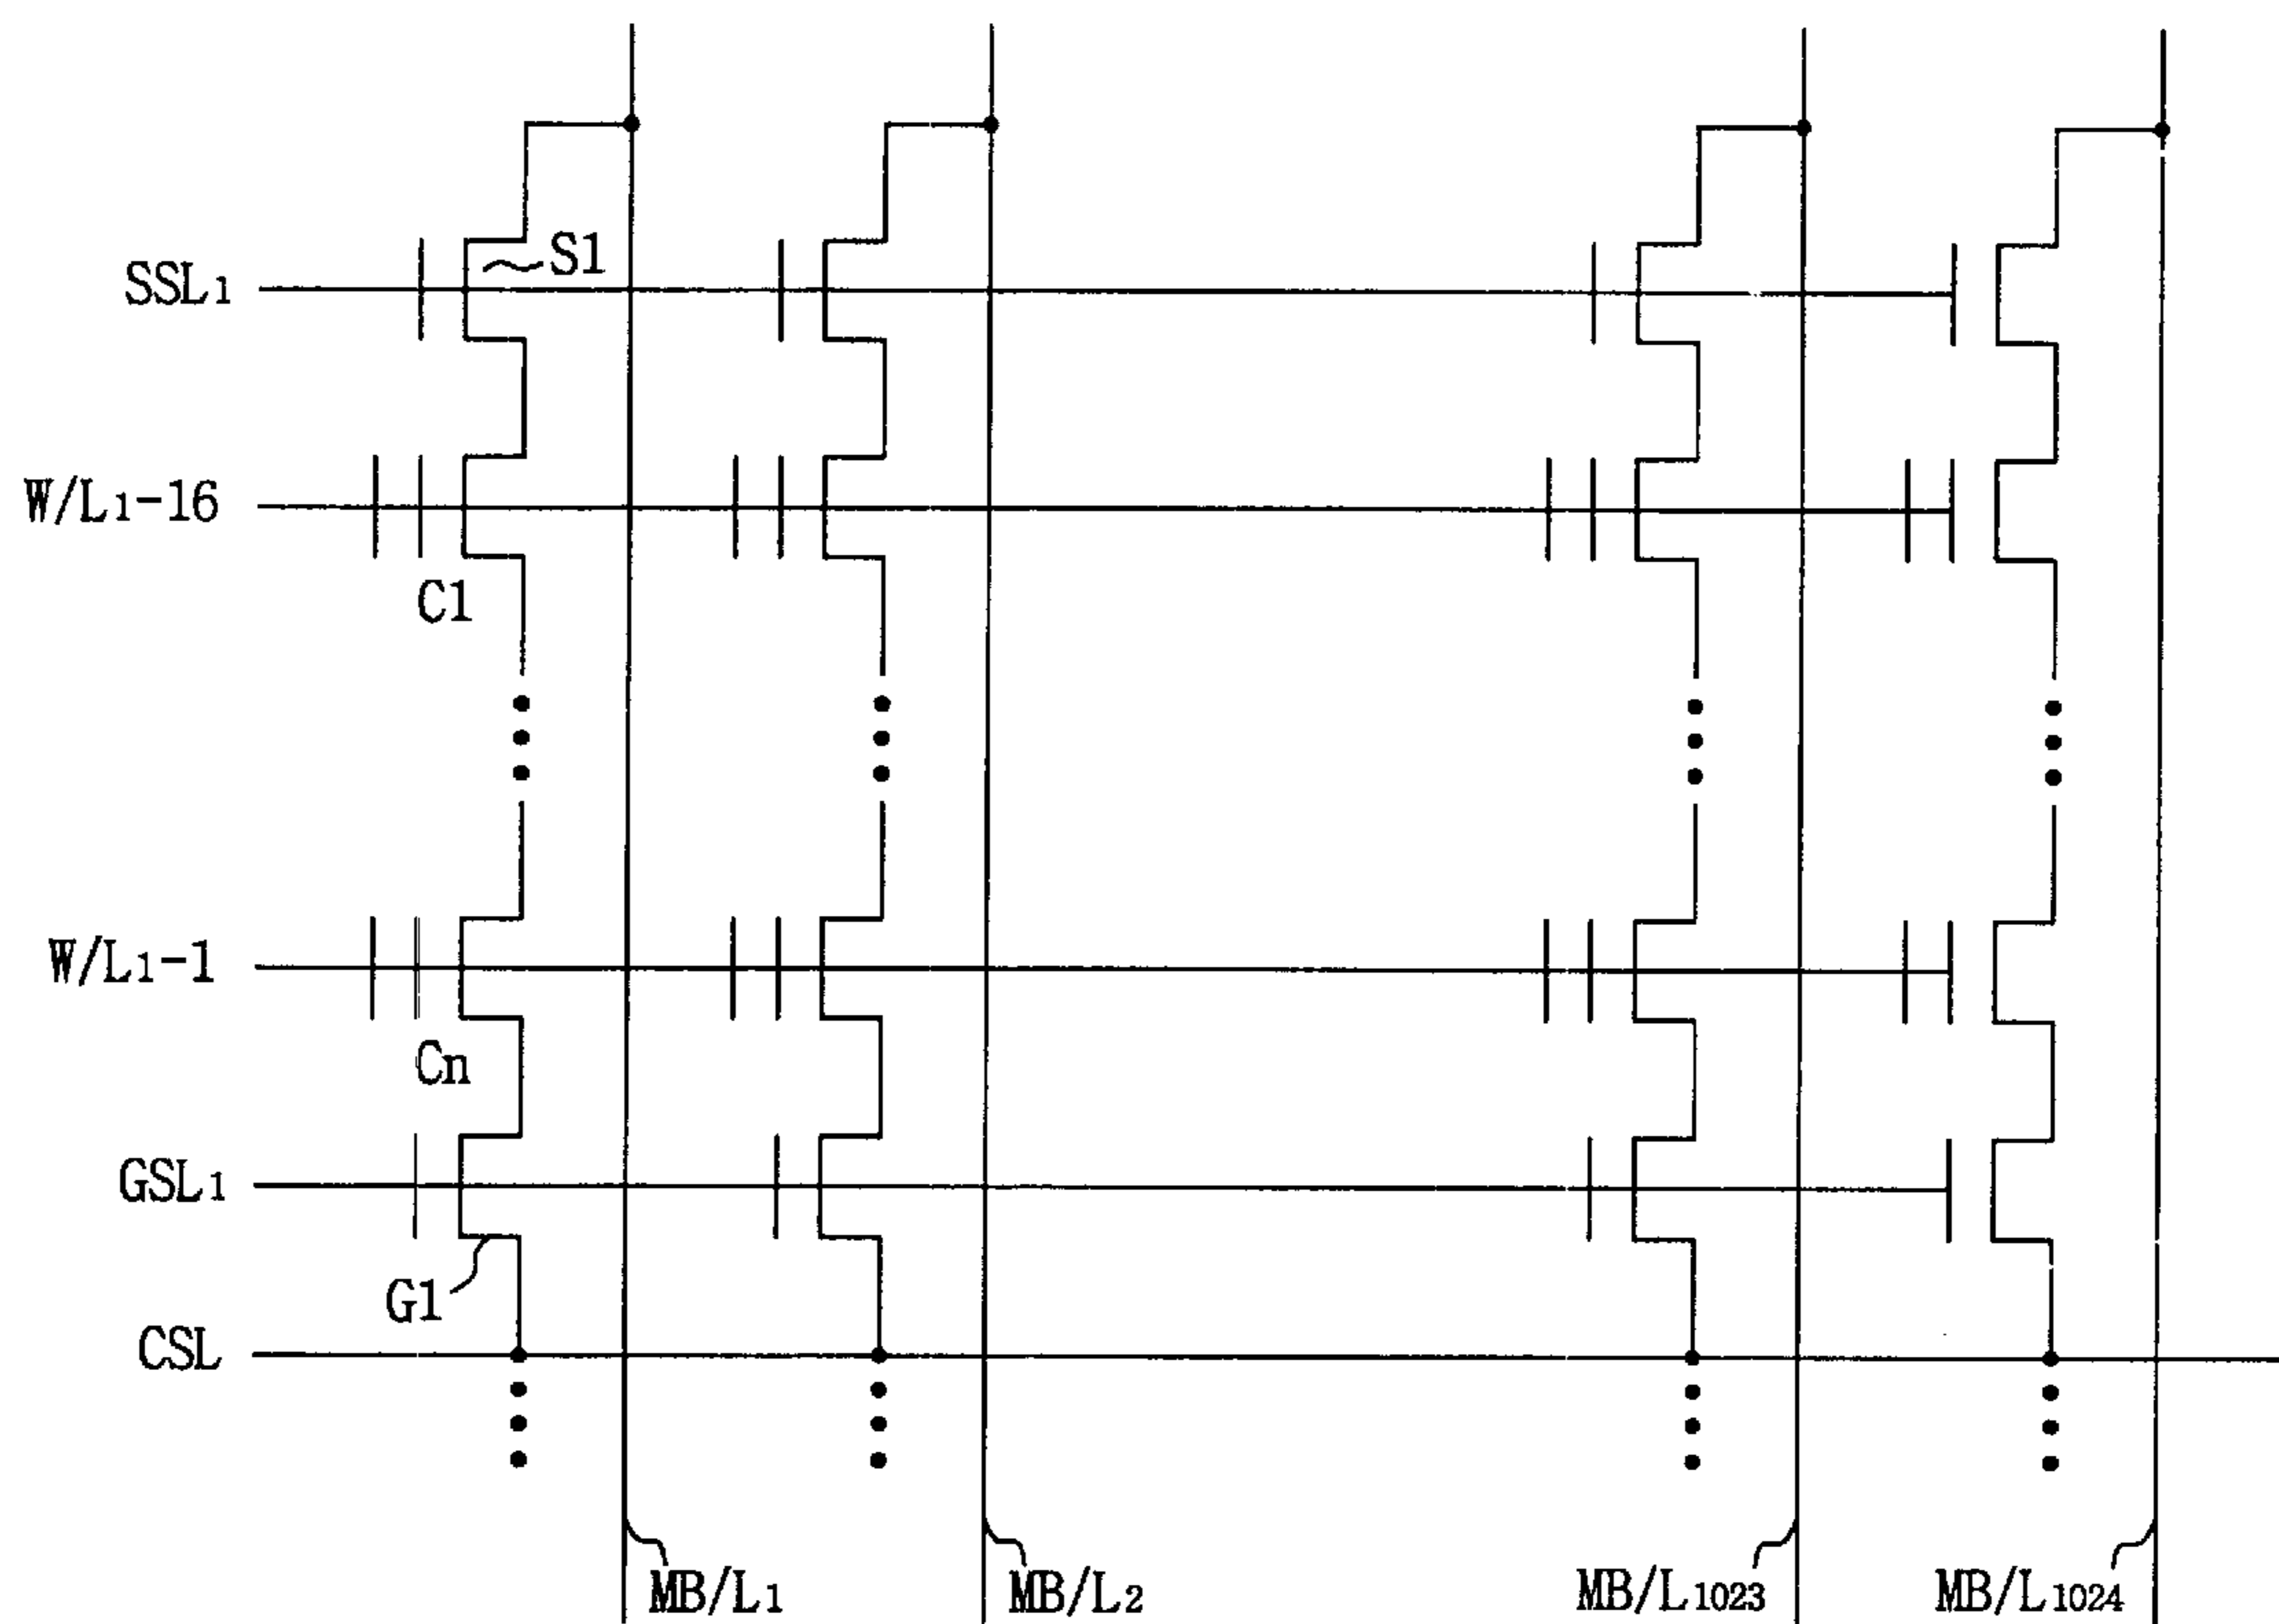 S1
SSL1
W/L1-16
C1
W/L1-1
Cn
GSL1
G1
CSL
MB/L1
MB/L2
MB/L1023
MB/L1024